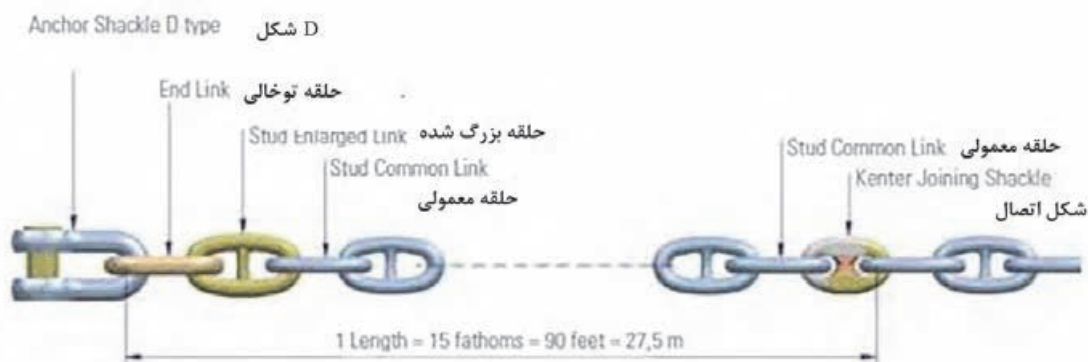 Anchor Shackle D type D شکل
End Link حلقه توخالی
Stud Enlarged Link حلقه بزرگ شده
Stud Common Link
حلقه معمولی
Stud Common Link حلقه معمولی
Kenter Joining Shackle
شکل اتصال
1 Length = 15 fathoms = 90 feet = 27,5 m